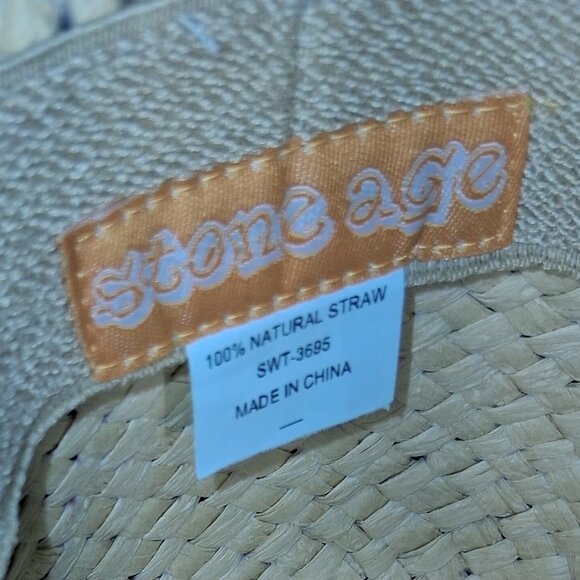 stone age
100% NATURAL STRAW
SWT-3695
MADE IN CHINA